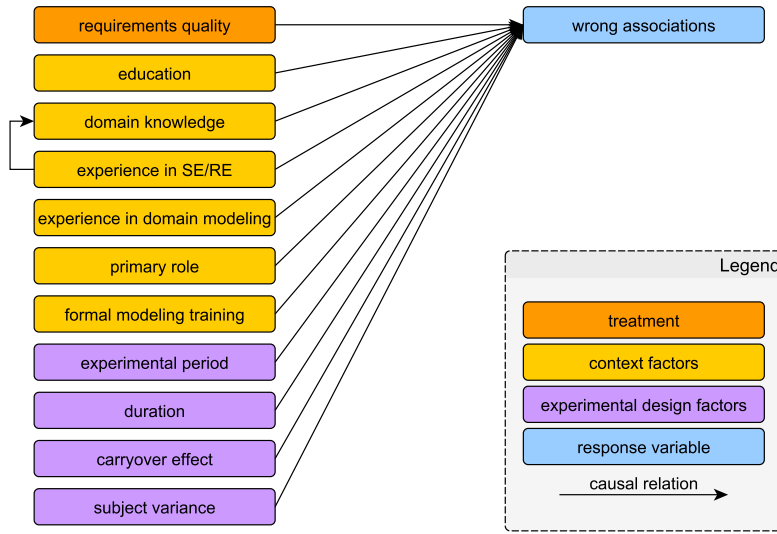 requirements quality
wrong associations
education
domain knowledge
experience in SE/RE
experience in domain modeling
primary role
formal modeling training
experimental period
duration
carryover effect
subject variance
Legend
treatment
context factors
experimental design factors
response variable
causal relation